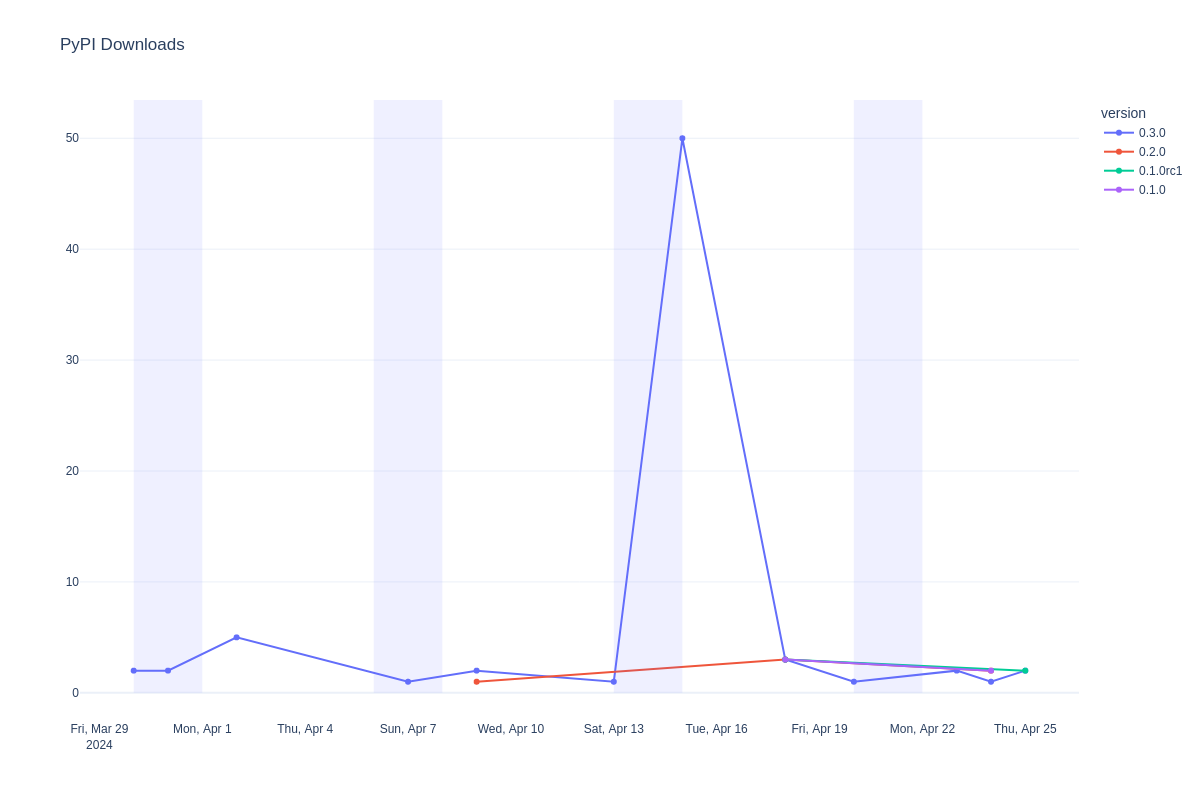 PyPI Downloads
version
0.3.0
0.2.0
0.1.0rc1
0.1.0
50
40
30
20
10
0
Fri, Mar 29 Mon, Apr 1 Thu, Apr 4 Sun, Apr 7 Wed, Apr 10 Sat, Apr 13 Tue, Apr 16 Fri, Apr 19 Mon, Apr 22 Thu, Apr 25
2024